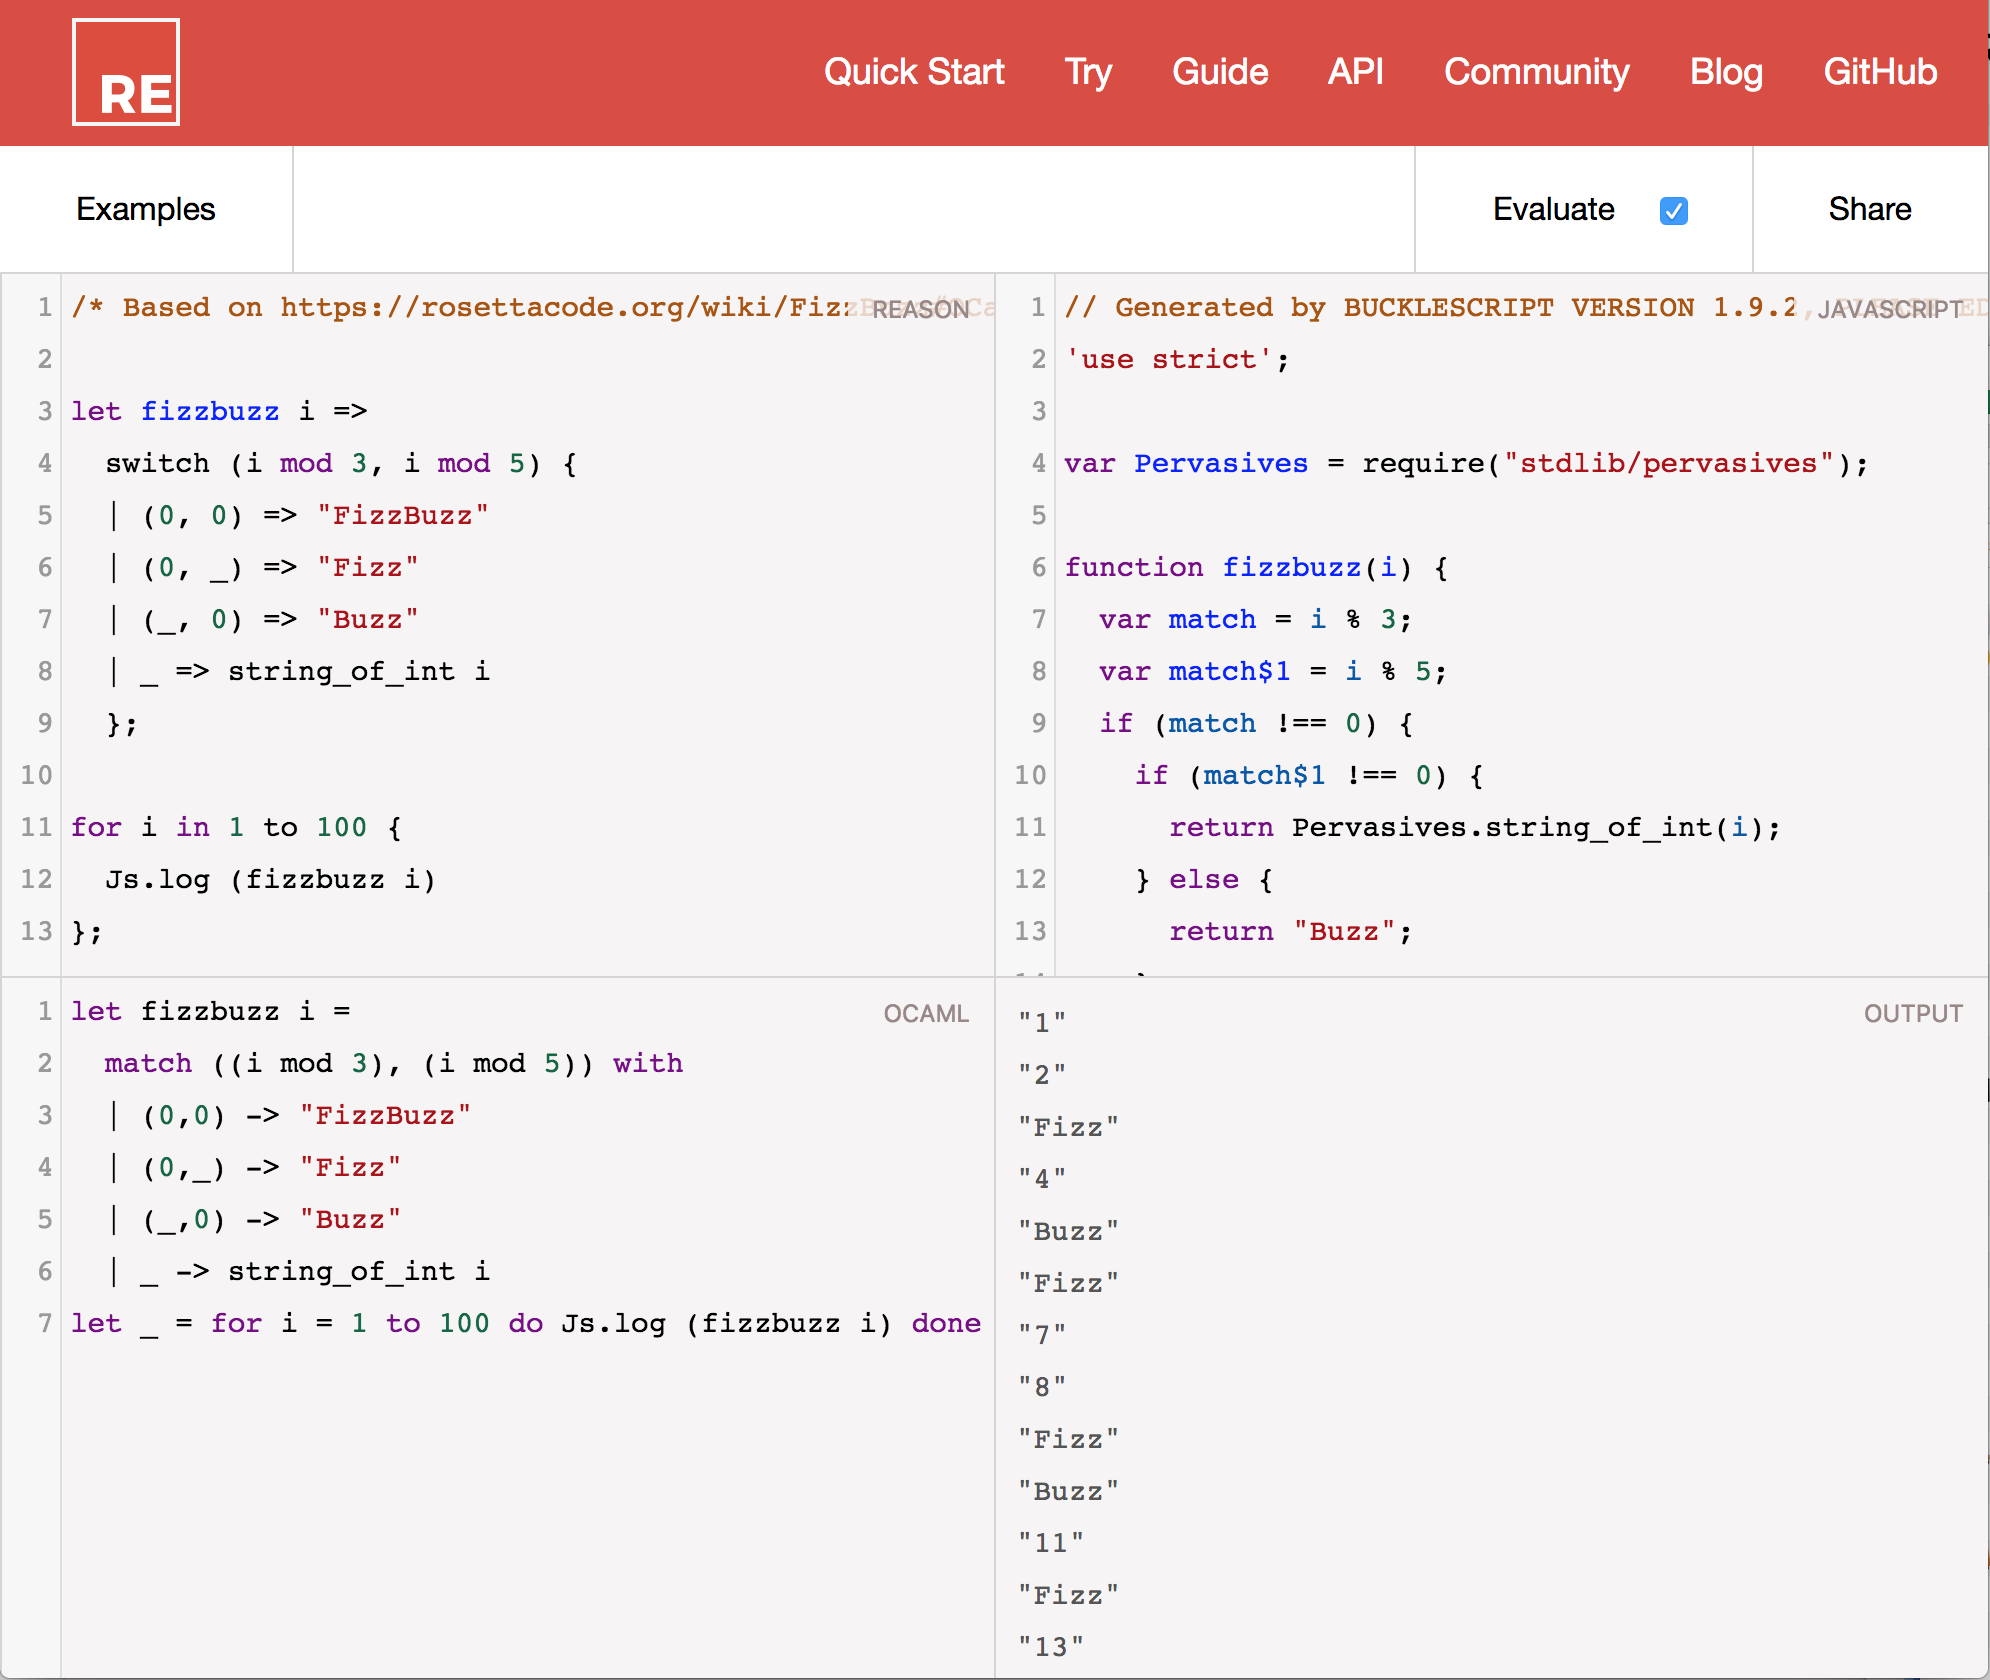 RE
Quick Start Try Guide API Community Blog GitHub
Examples Evaluate Share
REASON
1 /* Based on https://rosettacode.org/wiki/Fizz
2
3 let fizzbuzz i =>
4 switch (i mod 3, i mod 5) {
5 | (0, 0) => "FizzBuzz"
6 | (0, _) => "Fizz"
7 | (_, 0) => "Buzz"
8 | _ => string_of_int i
9 };
10
11 for i in 1 to 100 {
12 Js.log (fizzbuzz i)
13 };
JAVASCRIPT
1 // Generated by BUCKLESCRIPT VERSION 1.9.2,
2 'use strict';
3
4 var Pervasives = require("stdlib/pervasives");
5
6 function fizzbuzz(i) {
7 var match = i % 3;
8 var match$1 = i % 5;
9 if (match !== 0) {
10 if (match$1 !== 0) {
11 return Pervasives.string_of_int(i);
12 } else {
13 return "Buzz";
OCAML
1 let fizzbuzz i =
2 match ((i mod 3), (i mod 5)) with
3 | (0,0) -> "FizzBuzz"
4 | (0,_) -> "Fizz"
5 | (_,0) -> "Buzz"
6 | _ -> string_of_int i
7 let _ = for i = 1 to 100 do Js.log (fizzbuzz i) done
OUTPUT
"1"
"2"
"Fizz"
"4"
"Buzz"
"Fizz"
"7"
"8"
"Fizz"
"Buzz"
"11"
"Fizz"
"13"